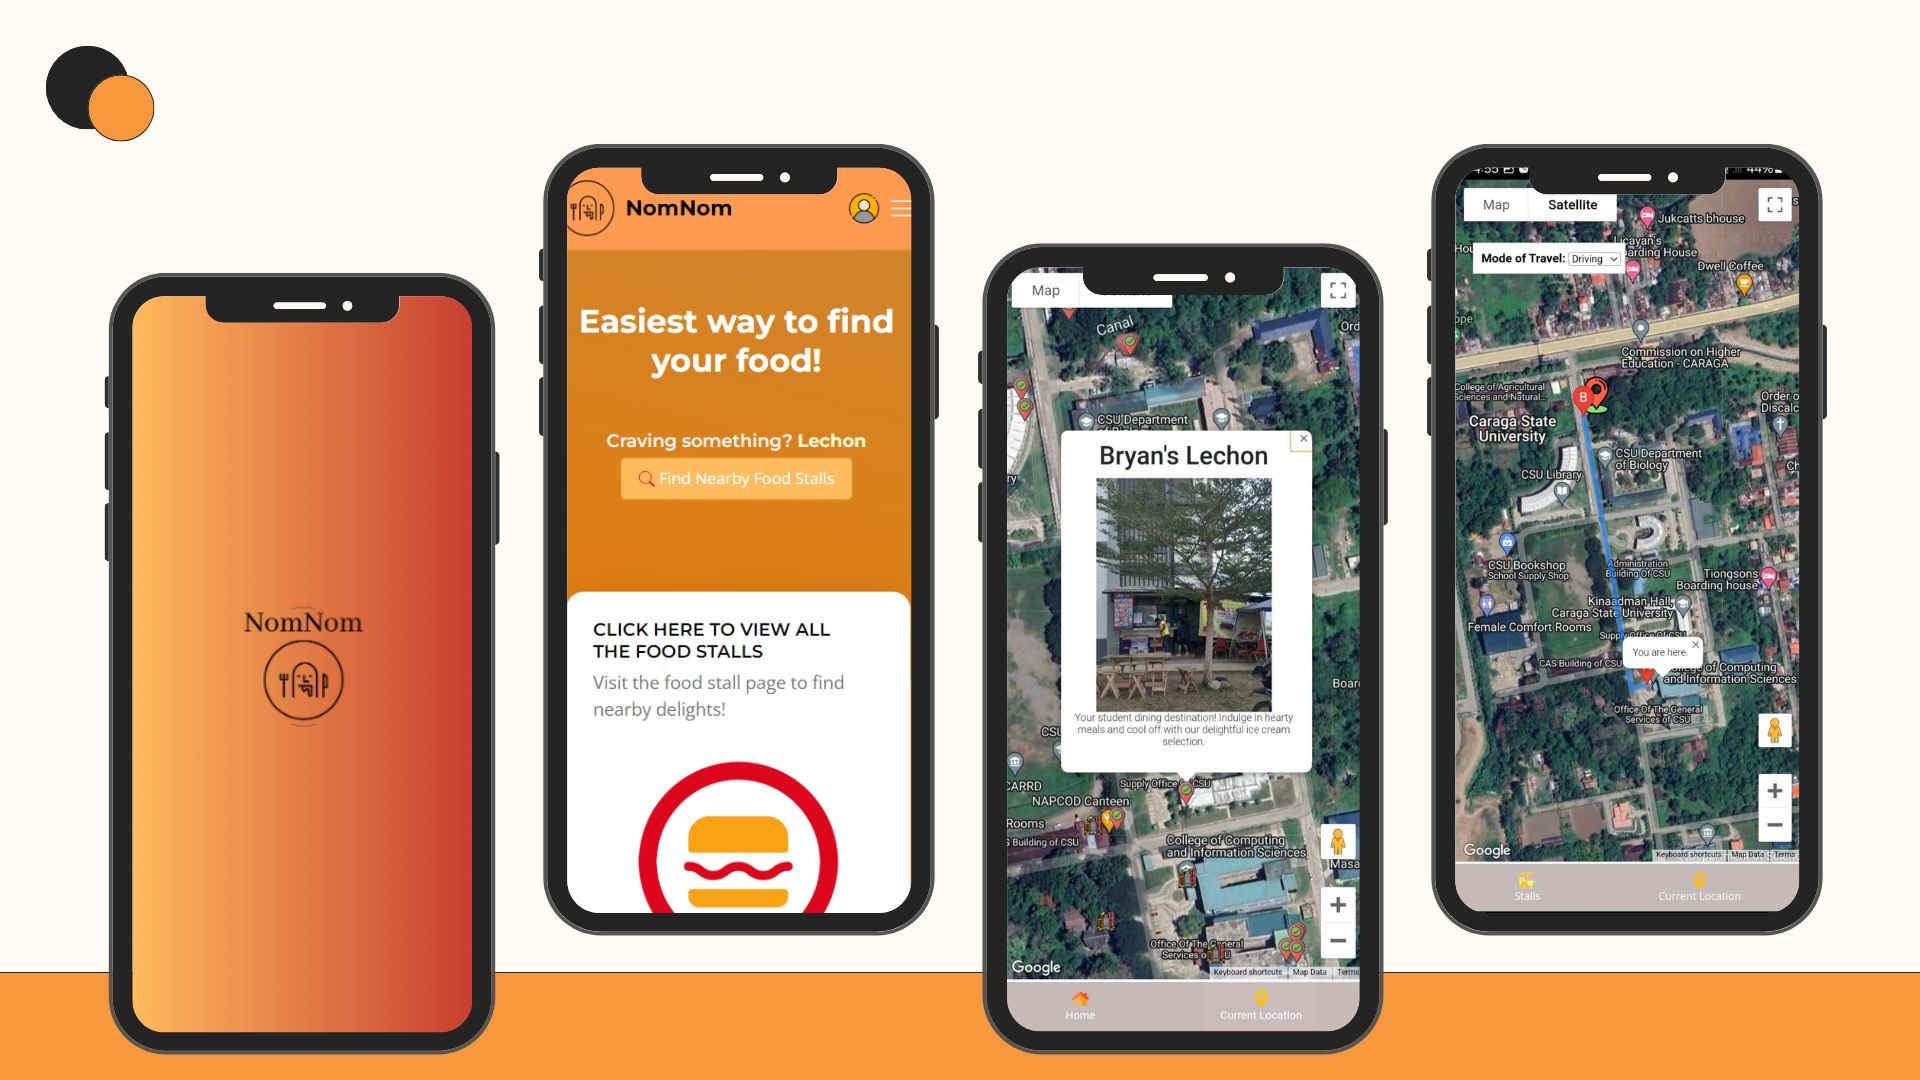 NomNom
NomNom
Easiest way to find
your food!
Craving something? Lechon
Find Nearby Food Stalls
CLICK HERE TO VIEW ALL
THE FOOD STALLS
Visit the food stall page to find
nearby delights!
Map
Canal
Ord
CSU Department
Bryan's Lechon
Your student dining destination! Indulge in hearty
meals and cool off with our delightful ice cream
selection.
ry
Boar
CSU
Supply Office CSU
CARRD
NAPCOD Canteen
Rooms
S Building of CSU
College of Computing
and Information Sciences
Masa
Office Of The General
Services o U
Google
Keyboard shortcuts
Map Data
Terms
Home
Current Location
4:55
44%
Map
Satellite
Jukcatts bhouse
Mode of Travel: Driving
Licayan's
Boarding House
Dwell Coffee
Commission on Higher
Education - CARAGA
College of Agricultural
Sciences and Natural...
Order o
Discalc
B
Caraga State
University
CSU Department
of Biology
CSU Library
Ch
CSU Bookshop
School Supply Shop
Administration
Building Of CSU
Tiongsons
Boarding house
Kinaadman Hall,
Caraga State University
Female Comfort Rooms
Supply Office Of CSU
You are here.
CAS Building of CSU
College of Computing
and Information Sciences
Office Of The General
Services of CSU
Google
Keyboard shortcuts
Map Data
Terms
Stalls
Current Location